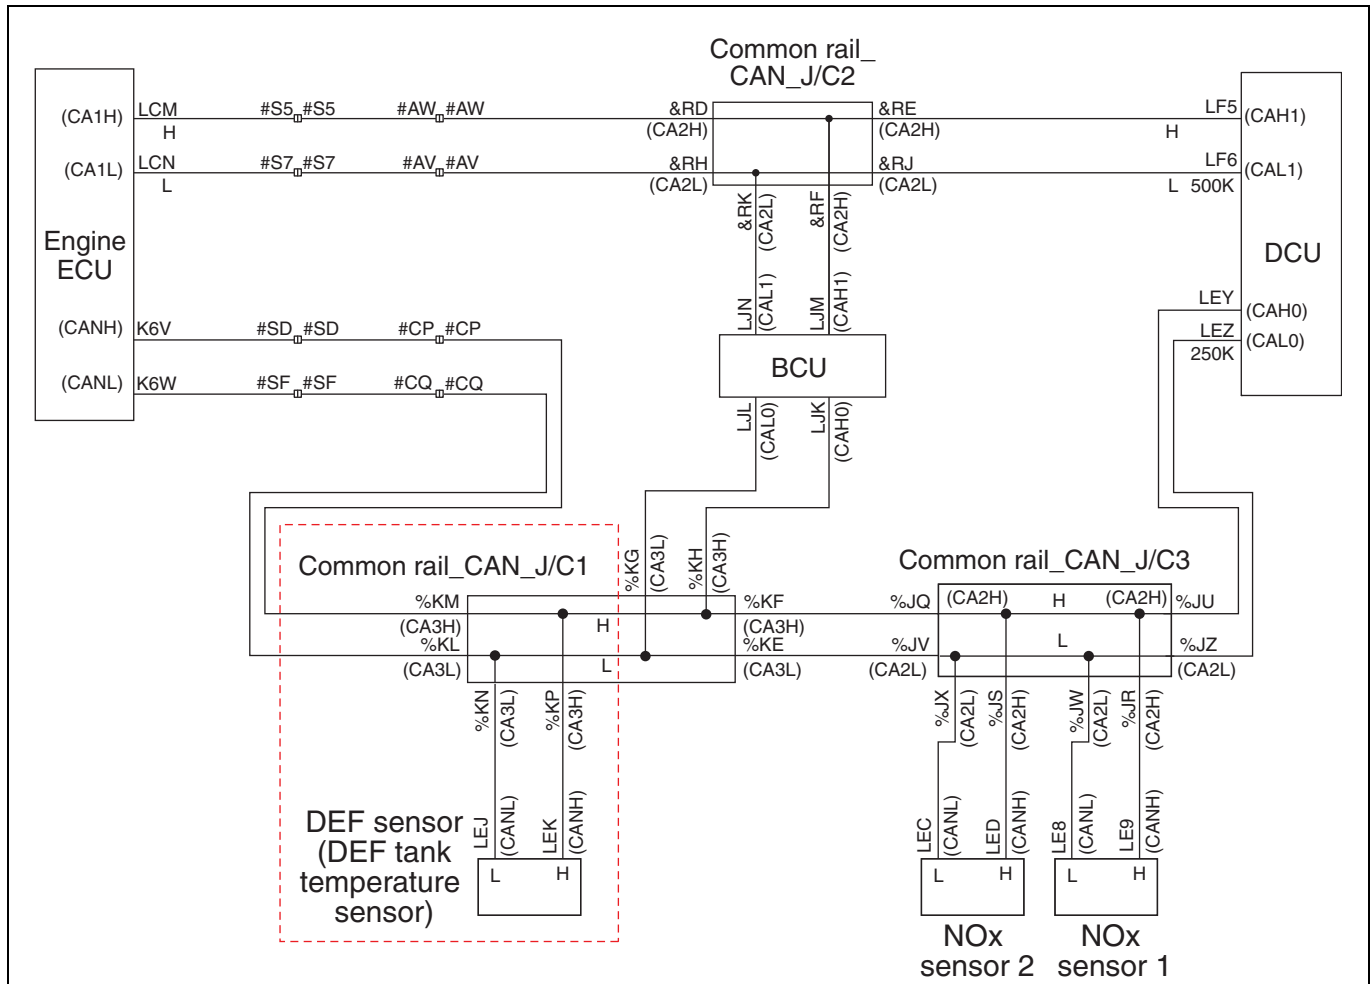 Common rail_
CAN_J/C2
(CA1H)
LCM
H
#S5 #S5
#AW #AW
&RD
(CA2H)
&RE
(CA2H)
H
LF5
(CAH1)
(CA1L)
LCN
L
#S7 #S7
#AV #AV
&RH
(CA2L)
&RJ
(CA2L)
L 500K
LF6
(CAL1)
&RK
(CA2L)
&RF
(CA2H)
Engine
ECU
DCU
LJN
(CAL1)
LJM
(CAH1)
(CANH)
K6V
#SD #SD
#CP #CP
LEY
(CAH0)
LEZ
250K
(CAL0)
BCU
(CANL)
K6W
#SF #SF
#CQ #CQ
LJL
(CAL0)
LJK
(CAH0)
Common rail_CAN_J/C1
%KG
(CA3L)
%KH
(CA3H)
Common rail_CAN_J/C3
%KM
(CA3H)
H
%KF
(CA3H)
%JQ
(CA2H)
H
(CA2H)
%JU
%KL
(CA3L)
L
%KE
(CA3L)
%JV
(CA2L)
L
%JZ
(CA2L)
%KN
(CA3L)
%KP
(CA3H)
%JX
(CA2L)
%JS
(CA2H)
%JW
(CA2L)
%JR
(CA2H)
DEF sensor
(DEF tank
temperature
sensor)
LEJ
(CANL)
LEK
(CANH)
L
H
LEC
(CANL)
LED
(CANH)
L
H
LE8
(CANL)
LE9
(CANH)
L
H
NOx
sensor 2
NOx
sensor 1